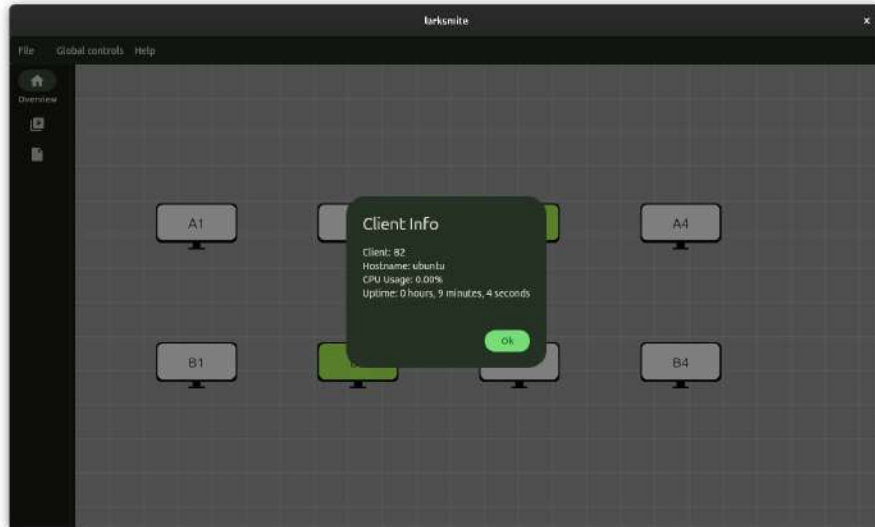 larksmite
File Global controls Help
Overview
A1
A4
Client Info
Client: B2
Hostname: ubuntu
CPU Usage: 0.00%
Uptime: 0 hours, 9 minutes, 4 seconds
Ok
B1
B4